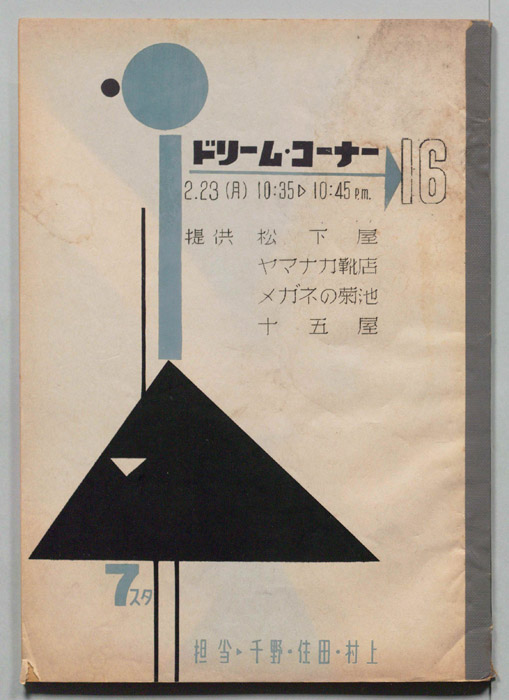 ドリーム・コーナー
16
2.23 (月) 10:35▷10:45 P.M.
提供 松下屋
ヤマナカ靴店
メガネの菊池
十五屋
7スタ
担当▷千野・住田・村上